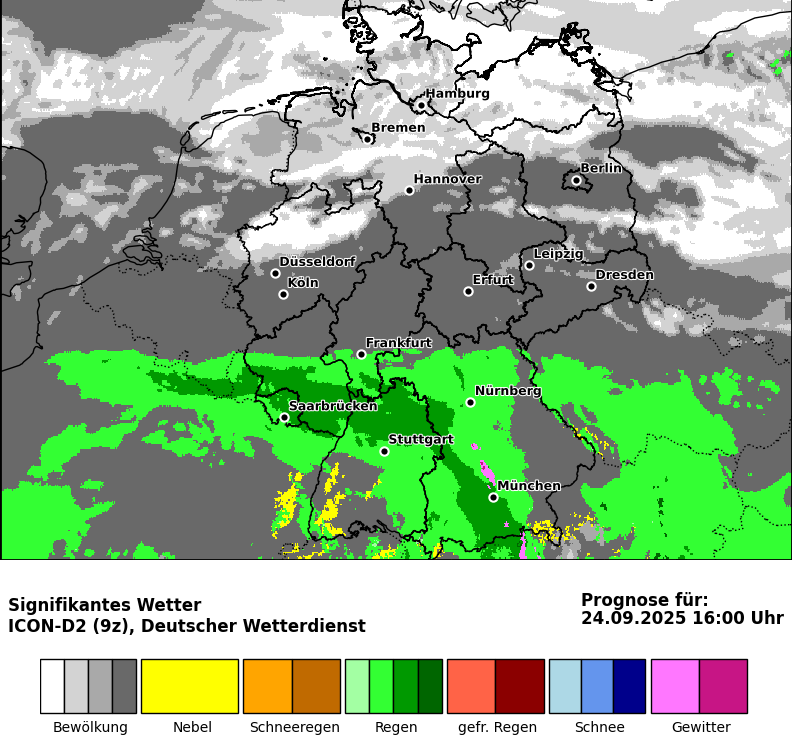 Hamburg
Bremen
Berlin
Hannover
Düsseldorf
Leipzig
Köln
Erfurt
Dresden
Frankfurt
Nürnberg
Saarbrücken
Stuttgart
München
Signifikantes Wetter
ICON-D2 (9z), Deutscher Wetterdienst
Prognose für:
24.09.2025 16:00 Uhr
Bewölkung
Nebel
Schneeregen
Regen
gefr. Regen
Schnee
Gewitter